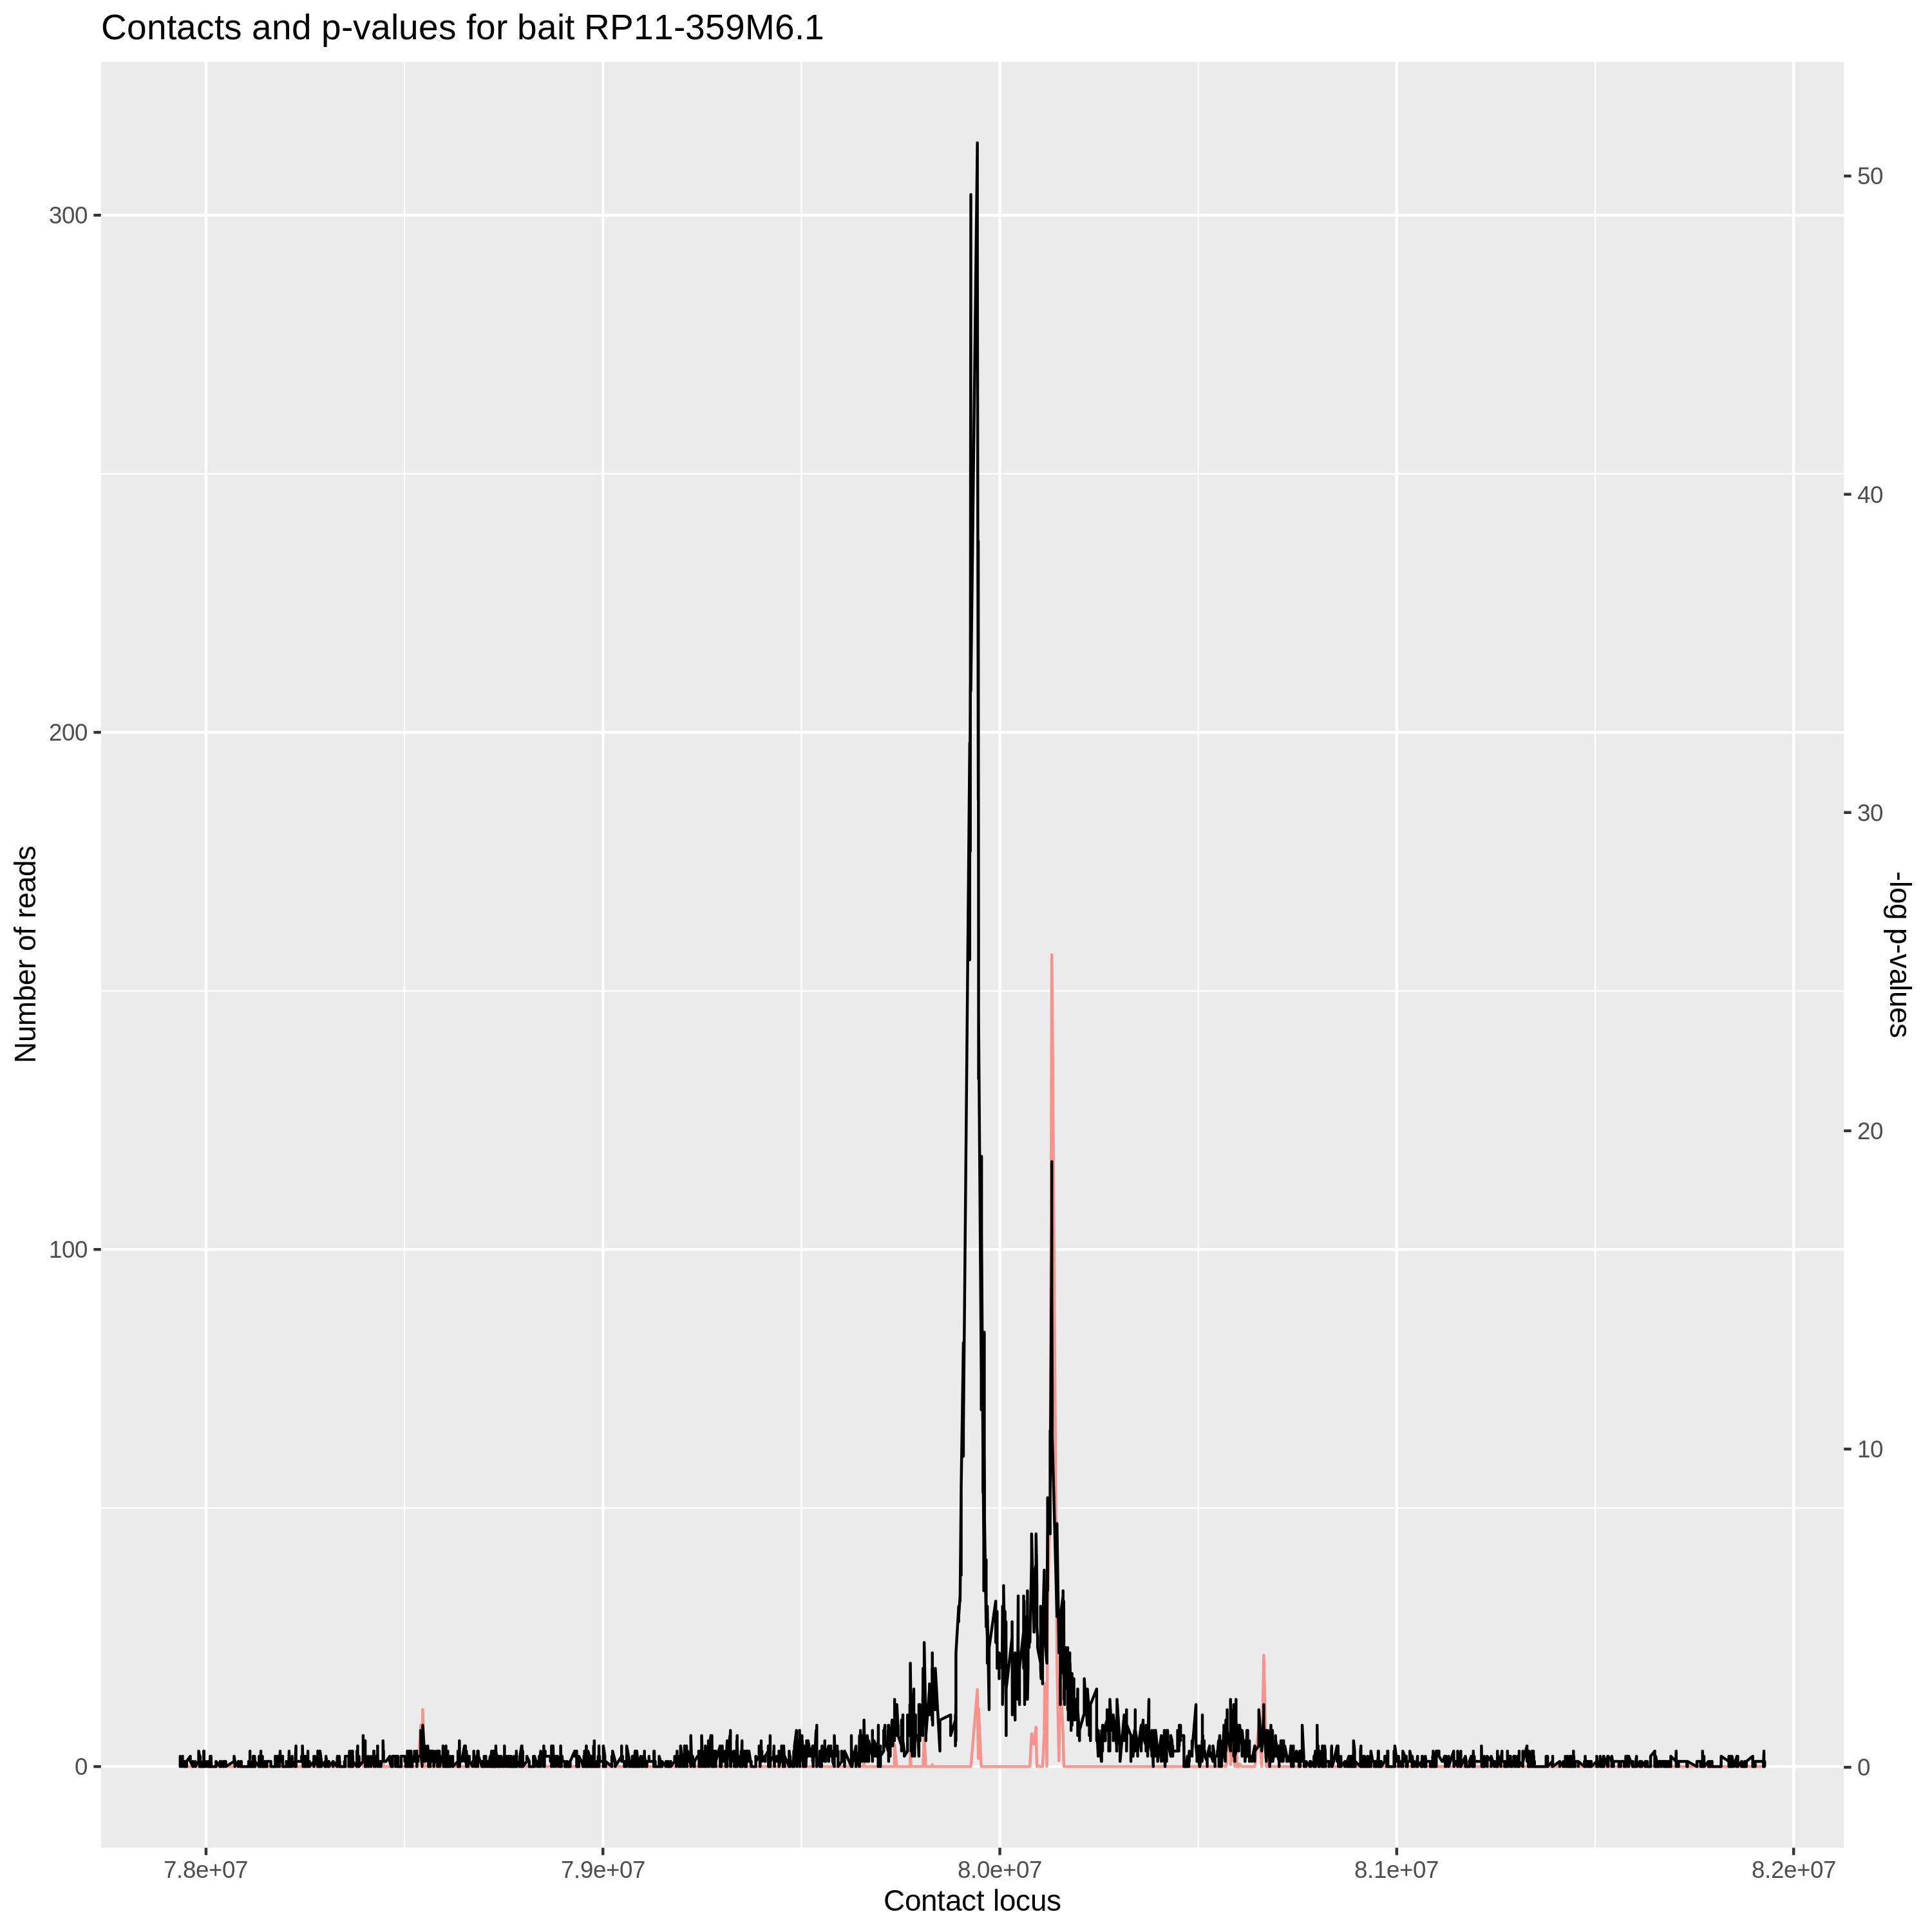 Contacts and p-values for bait RP11-359M6.1
Number of reads
300
200
100
0
50
40
30
20
10
0
-log p-values
7.8e+07 7.9e+07 8.0e+07 8.1e+07 8.2e+07
Contact locus